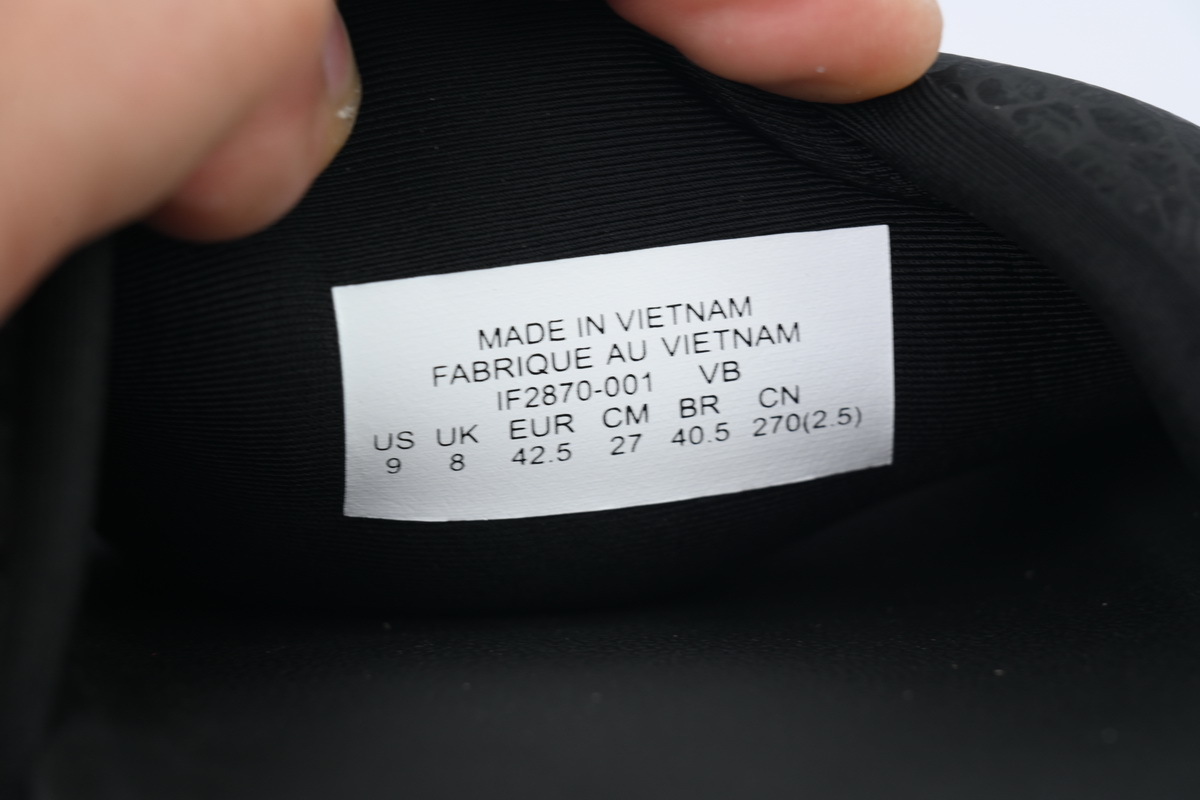 MADE IN VIETNAM
FABRIQUE AU VIETNAM
IF2870-001 VB
US UK EUR CM BR CN
9 8 42.5 27 40.5 270(2.5)